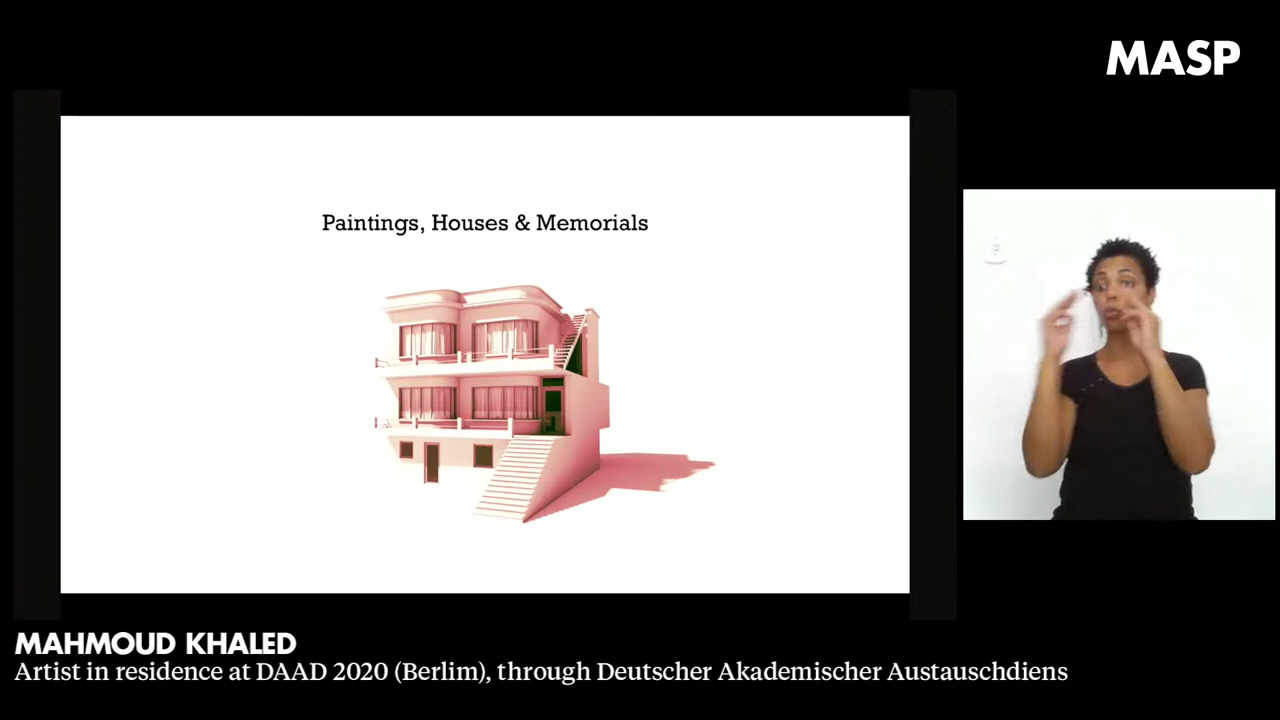 MASP
Paintings, Houses & Memorials
MAHMOUD KHALED
Artist in residence at DAAD 2020 (Berlim), through Deutscher Akademischer Austauschdiens